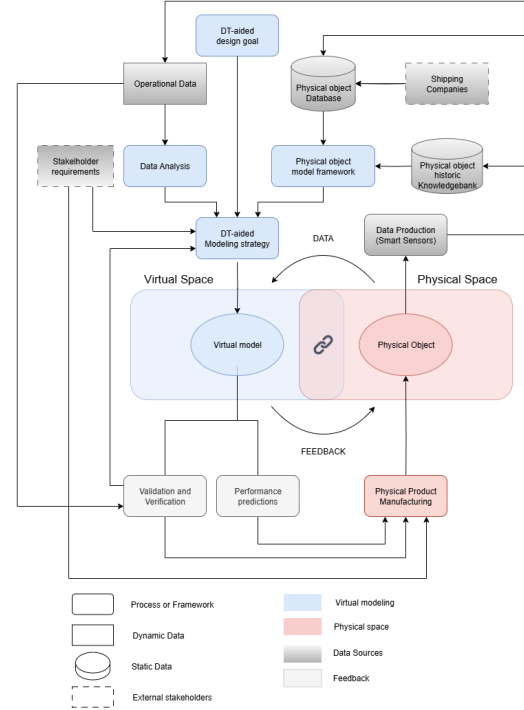 DT-aided
design goal
Operational Data
Physical object
Database
Shipping
Companies
Stakeholder
requirements
Data Analysis
Physical object
model framework
Physical object
historic
Knowledgebank
DT-aided
Modeling strategy
Data Production
(Smart Sensors)
DATA
Virtual Space
Physical Space
Virtual model
Physical Object
FEEDBACK
Validation and
Verification
Performance
predictions
Physical Product
Manufacturing
Process or Framework
Virtual modeling
Dynamic Data
Physical space
Static Data
Data Sources
External stakeholders
Feedback